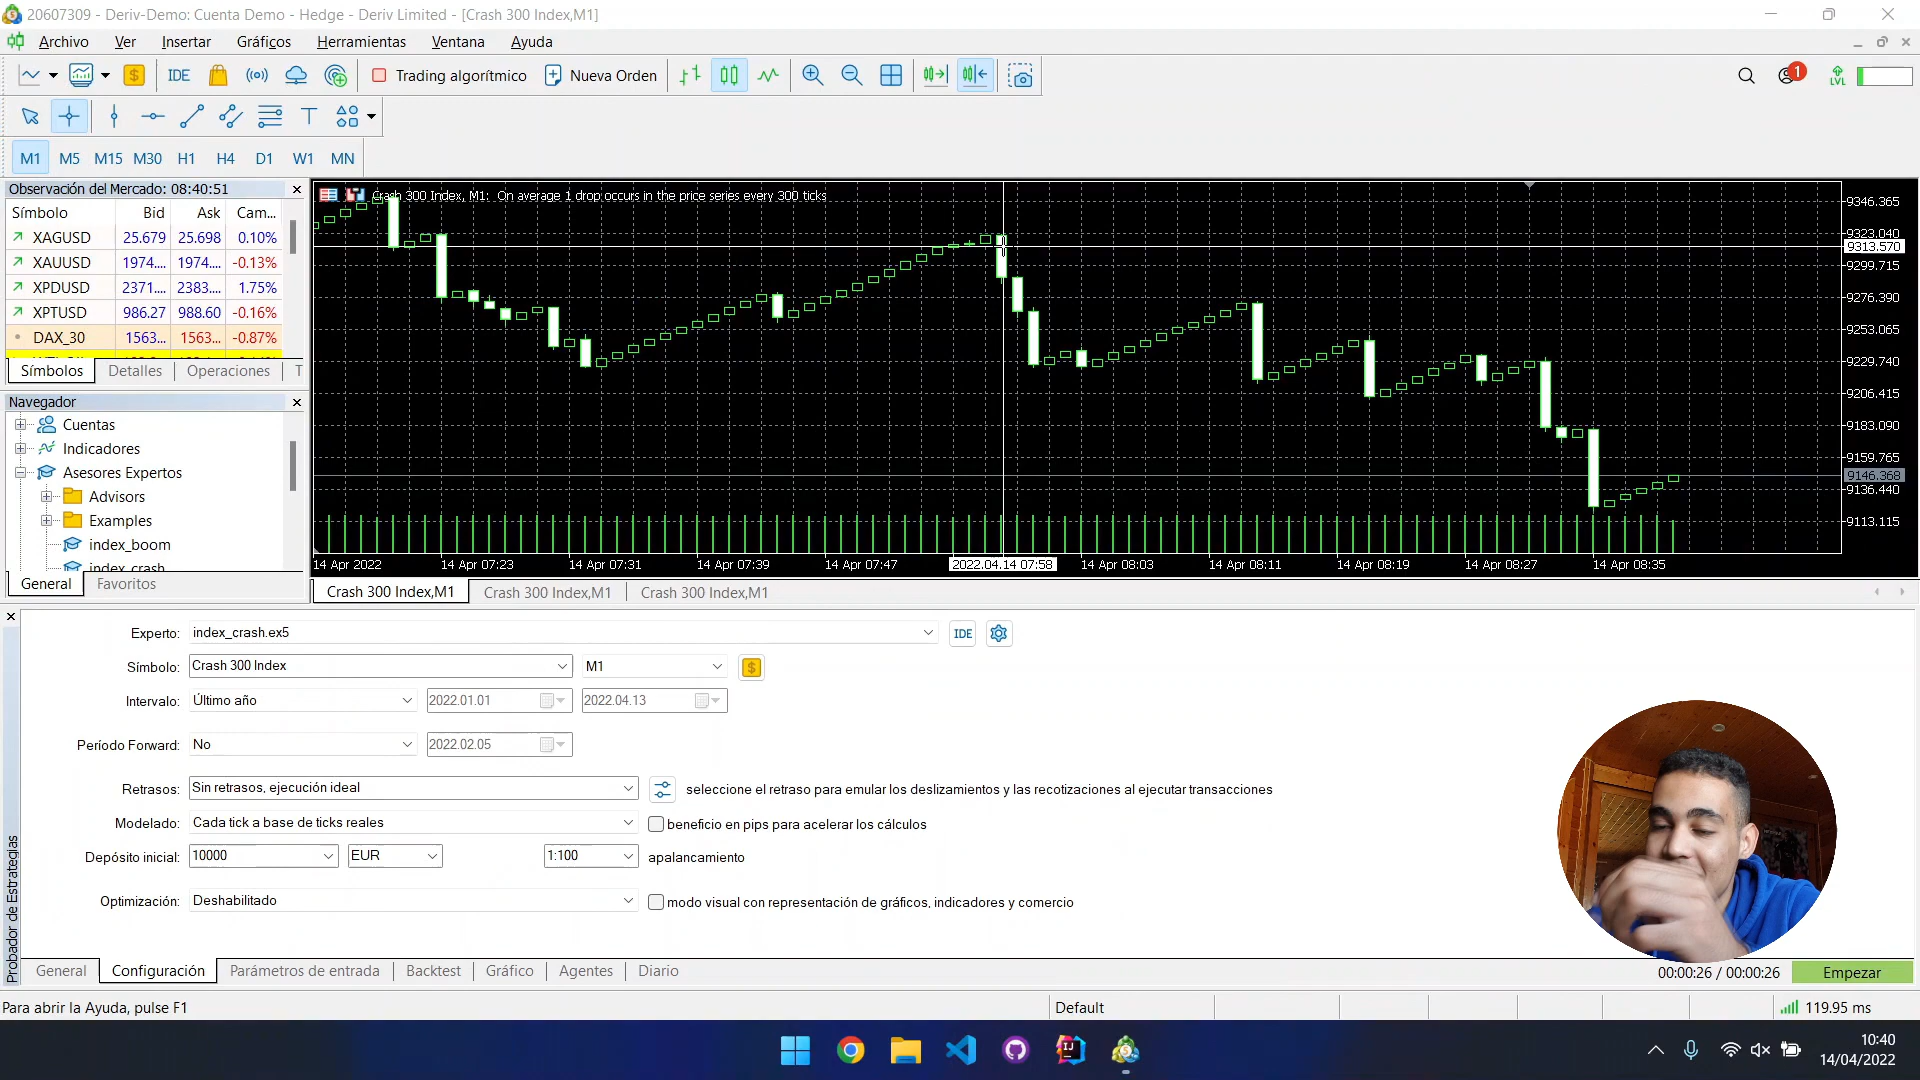 20607309 - Deriv-Demo: Cuenta Demo - Hedge - Deriv Limited - [Crash 300 Index,M1]
Archivo Ver Insertar Gráficos Herramientas Ventana Ayuda
IDE Trading algorítmico Nueva Orden 1 LVL
M1 M5 M15 M30 H1 H4 D1 W1 MN
Observación del Mercado: 08:40:51
Símbolo Bid Ask Cam...
XAGUSD 25.679 25.698 0.10%
XAUUSD 1974.... 1974.... -0.13%
XPDUSD 2371.... 2383.... 1.75%
XPTUSD 986.27 988.60 -0.16%
DAX_30 1563... 1563... -0.87%
Símbolos Detalles Operaciones T
Navegador
Cuentas
Indicadores
Asesores Expertos
Advisors
Examples
index_boom
index_crash
General Favoritos
Crash 300 Index, M1: On average 1 drop occurs in the price series every 300 ticks
9346.365
9323.040
9313.570
9299.715
9276.390
9253.065
9229.740
9206.415
9183.090
9159.765
9146.368
9136.440
9113.115
14 Apr 2022 14 Apr 07:23 14 Apr 07:31 14 Apr 07:39 14 Apr 07:47 2022.04.14 07:58 14 Apr 08:03 14 Apr 08:11 14 Apr 08:19 14 Apr 08:27 14 Apr 08:35
Crash 300 Index,M1 Crash 300 Index,M1 Crash 300 Index,M1
Experto: index_crash.ex5 IDE
Símbolo: Crash 300 Index M1
Intervalo: Último año 2022.01.01 2022.04.13
Período Forward: No 2022.02.05
Retrasos: Sin retrasos, ejecución ideal seleccione el retraso para emular los deslizamientos y las recotizaciones al ejecutar transacciones
Modelado: Cada tick a base de ticks reales beneficio en pips para acelerar los cálculos
Depósito inicial: 10000 EUR 1:100 apalancamiento
Optimización: Deshabilitado modo visual con representación de gráficos, indicadores y comercio
Probador de Estrategias
General Configuración Parámetros de entrada Backtest Gráfico Agentes Diario 00:00:26 / 00:00:26 Empezar
Para abrir la Ayuda, pulse F1 Default 119.95 ms
10:40
14/04/2022